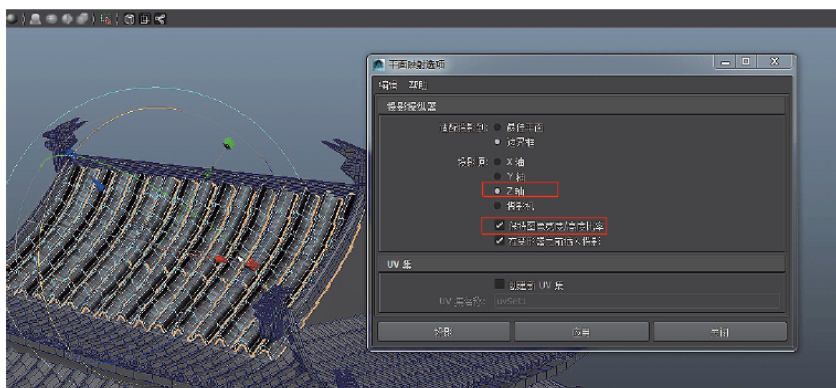 平面映射选项
编辑 帮助
投影操纵器
适配投影到: 最佳平面
边界框
投影源: X 轴
Y 轴
Z 轴
摄影机
保持图像宽度/高度比率
在变形器之前插入投影
UV 集
创建新 UV 集
UV 集名称: uvSet1
投影 应用 关闭